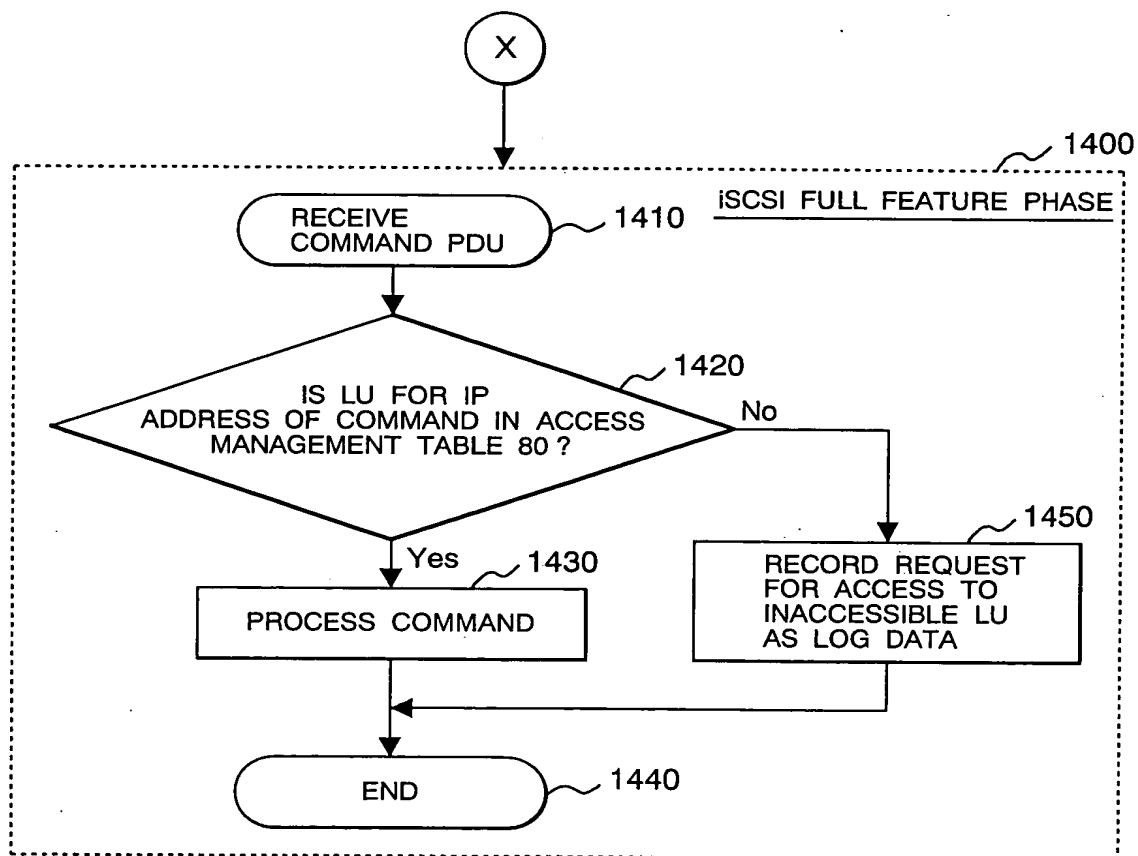 X
1400
iSCSI FULL FEATURE PHASE
RECEIVE
COMMAND PDU
1410
1420
IS LU FOR IP
ADDRESS OF COMMAND IN ACCESS
MANAGEMENT TABLE 80 ?
No
Yes
1430
PROCESS COMMAND
1450
RECORD REQUEST
FOR ACCESS TO
INACCESSIBLE LU
AS LOG DATA
END
1440